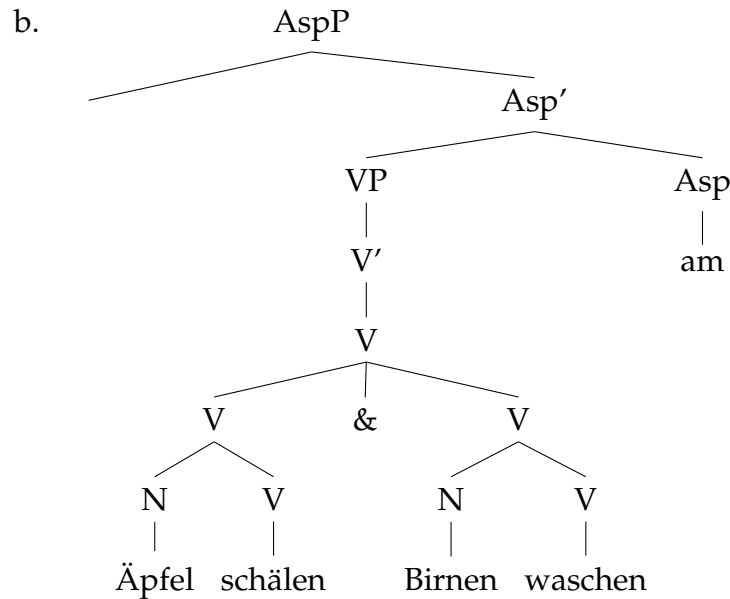 b. AspP
Asp’
VP Asp
V’ am
V
V & V
N V N V
Äpfel schälen Birnen waschen